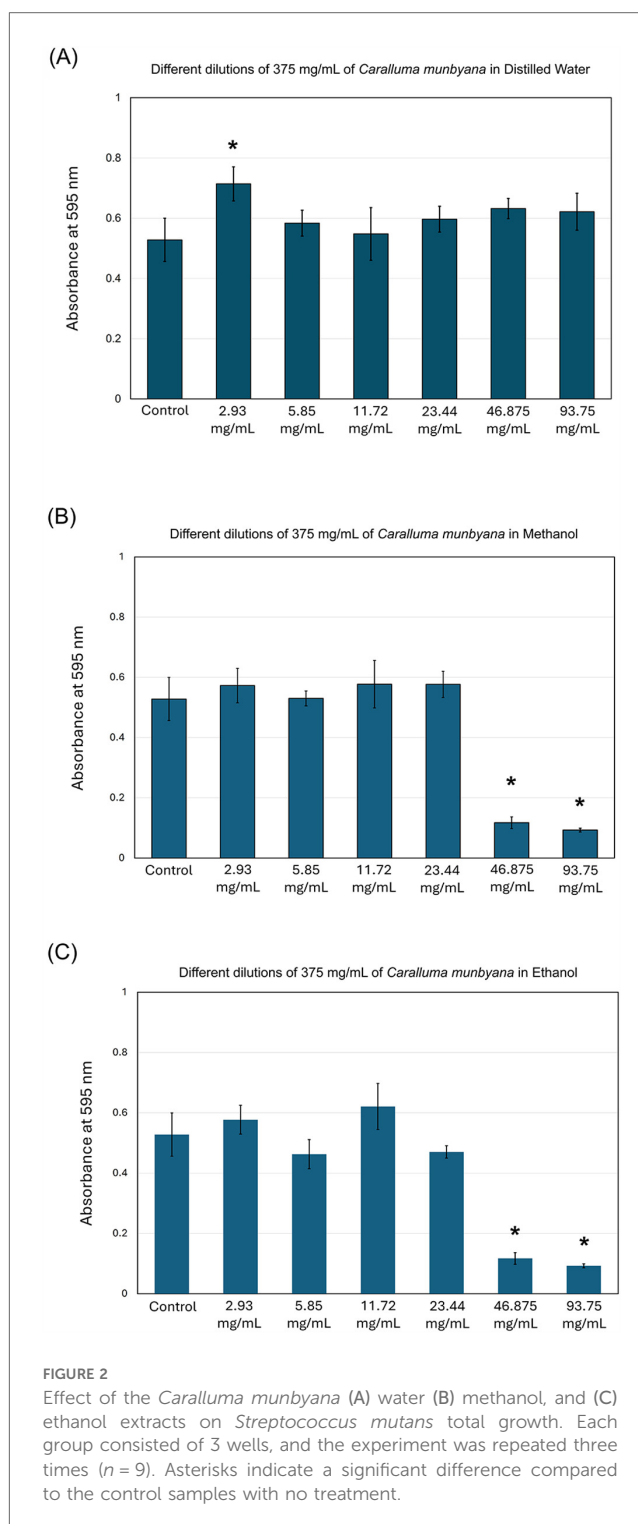 (A)
Different dilutions of 375 mg/mL of Caralluma munbyana in Distilled Water
1
0.8
0.6
0.4
0.2
0
Absorbance at 595 nm
*
Control
2.93 mg/mL
5.85 mg/mL
11.72 mg/mL
23.44 mg/mL
46.875 mg/mL
93.75 mg/mL
(B)
Different dilutions of 375 mg/mL of Caralluma munbyana in Methanol
1
0.8
0.6
0.4
0.2
0
Absorbance at 595 nm
*
*
Control
2.93 mg/mL
5.85 mg/mL
11.72 mg/mL
23.44 mg/mL
46.875 mg/mL
93.75 mg/mL
(C)
Different dilutions of 375 mg/mL of Caralluma munbyana in Ethanol
1
0.8
0.6
0.4
0.2
0
Absorbance at 595 nm
*
*
Control
2.93 mg/mL
5.85 mg/mL
11.72 mg/mL
23.44 mg/mL
46.875 mg/mL
93.75 mg/mL
FIGURE 2
Effect of the Caralluma munbyana (A) water (B) methanol, and (C)
ethanol extracts on Streptococcus mutans total growth. Each
group consisted of 3 wells, and the experiment was repeated three
times (n = 9). Asterisks indicate a significant difference compared
to the control samples with no treatment.